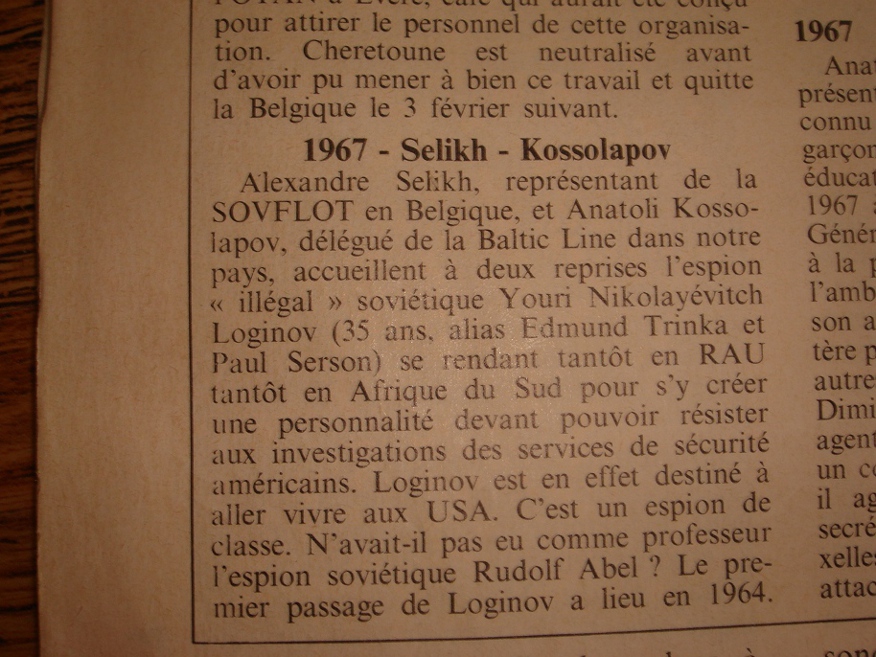 pour attirer le personnel de cette organisa-
tion. Cheretoune est neutralisé avant
d'avoir pu mener à bien ce travail et quitte
la Belgique le 3 février suivant.
1967 - Selikh - Kossolapov
Alexandre Selikh, représentant de la
SOVFLOT en Belgique, et Anatoli Kosso-
lapov, délégué de la Baltic Line dans notre
pays, accueillent à deux reprises l'espion
« illégal » soviétique Youri Nikolayévitch
Loginov (35 ans, alias Edmund Trinka et
Paul Serson) se rendant tantôt en RAU
tantôt en Afrique du Sud pour s'y créer
une personnalité devant pouvoir résister
aux investigations des services de sécurité
américains. Loginov est en effet destiné à
aller vivre aux USA. C'est un espion de
classe. N'avait-il pas eu comme professeur
l'espion soviétique Rudolf Abel ? Le pre-
mier passage de Loginov a lieu en 1964.
1967
Anat
présent
connu
garçon
éducat
1967 à
Génér
à la p
l'amb
son a
tère p
autre
Dimi
agent
un co
il ag
secré
xelles
attac